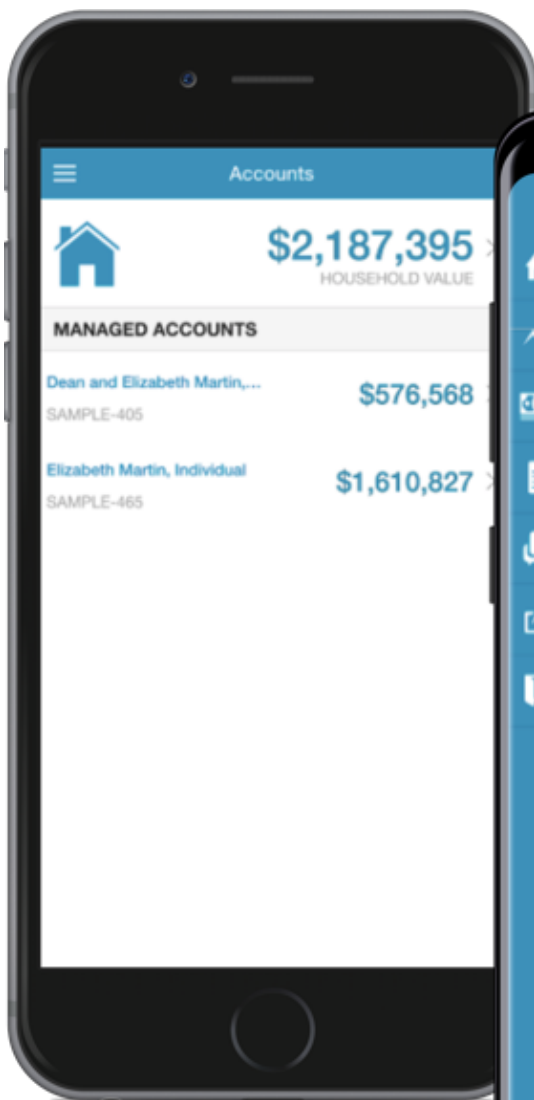 Accounts
$2,187,395
HOUSEHOLD VALUE
MANAGED ACCOUNTS
Dean and Elizabeth Martin,...
$576,568
SAMPLE-405
Elizabeth Martin, Individual
$1,610,827
SAMPLE-465